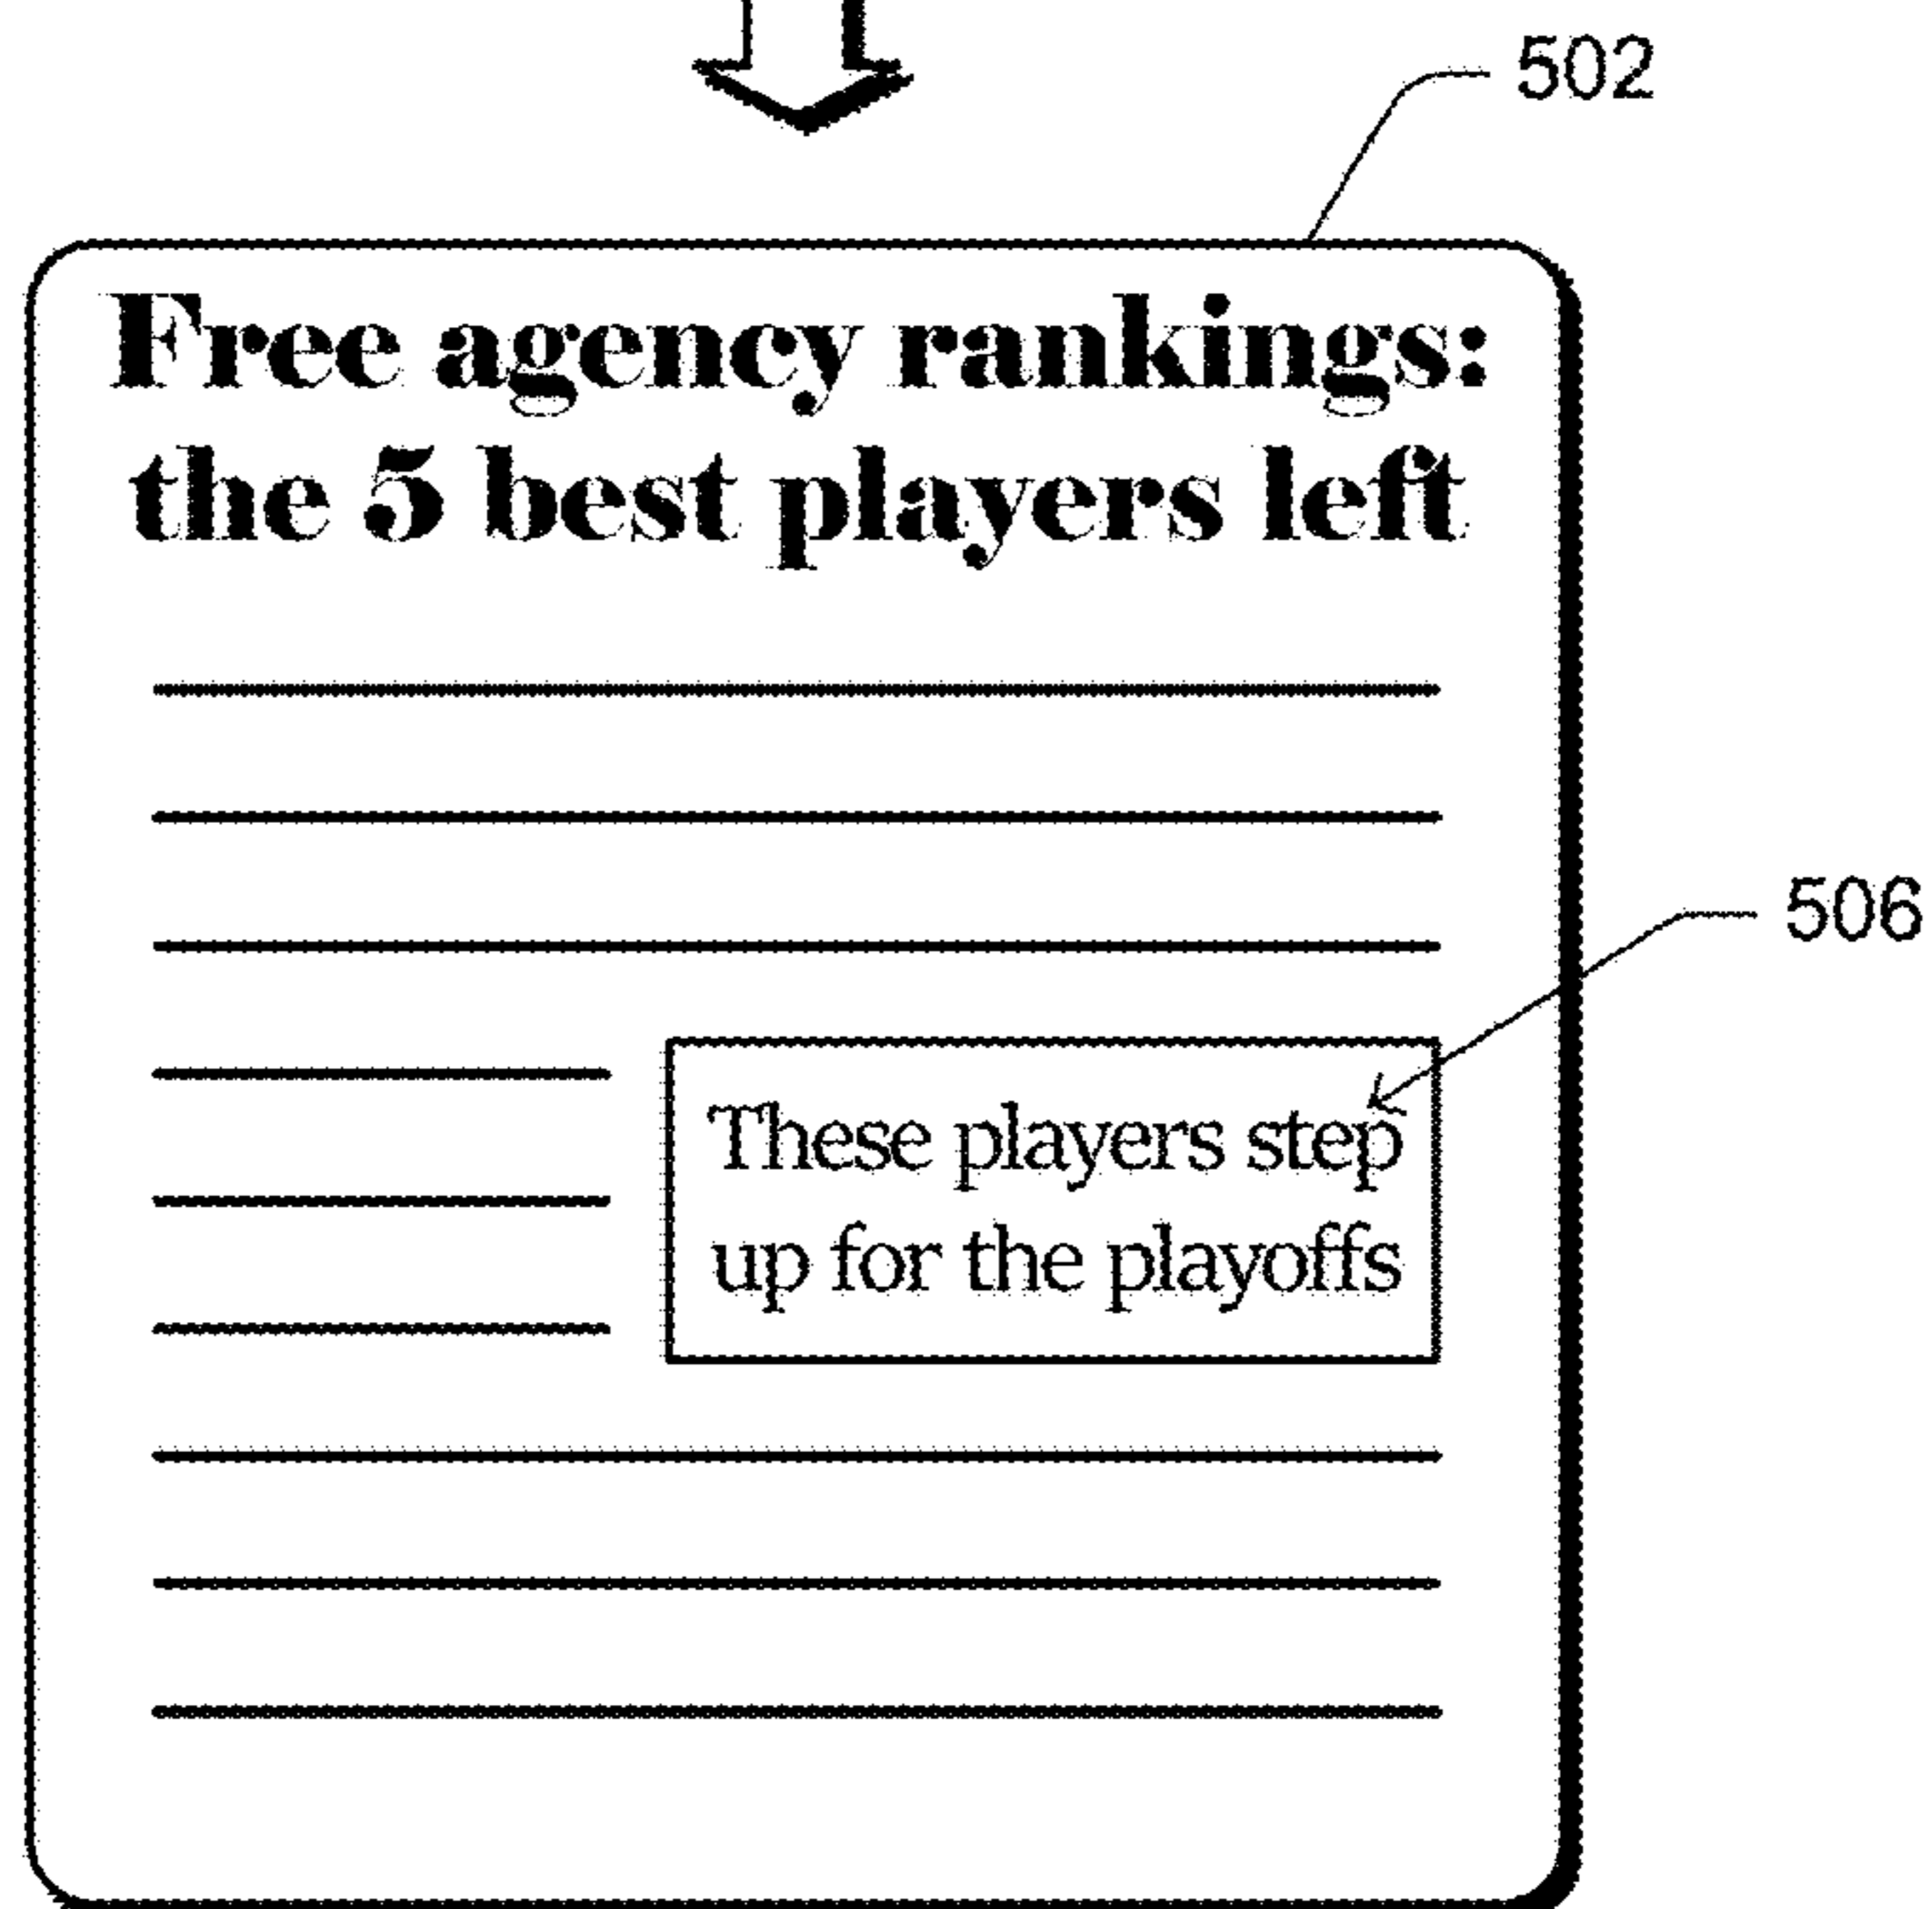 502
Free agency rankings:
the 5 best players left
506
These players step
up for the playoffs